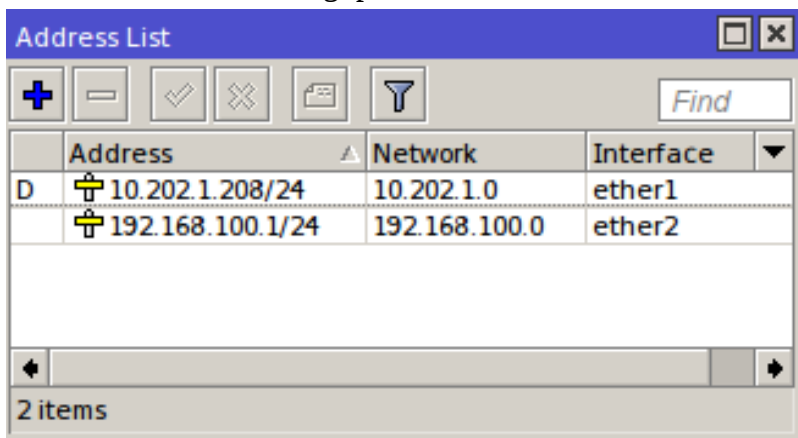 Address List
Find
Address Network Interface
D 10.202.1.208/24 10.202.1.0 ether1
192.168.100.1/24 192.168.100.0 ether2
2 items